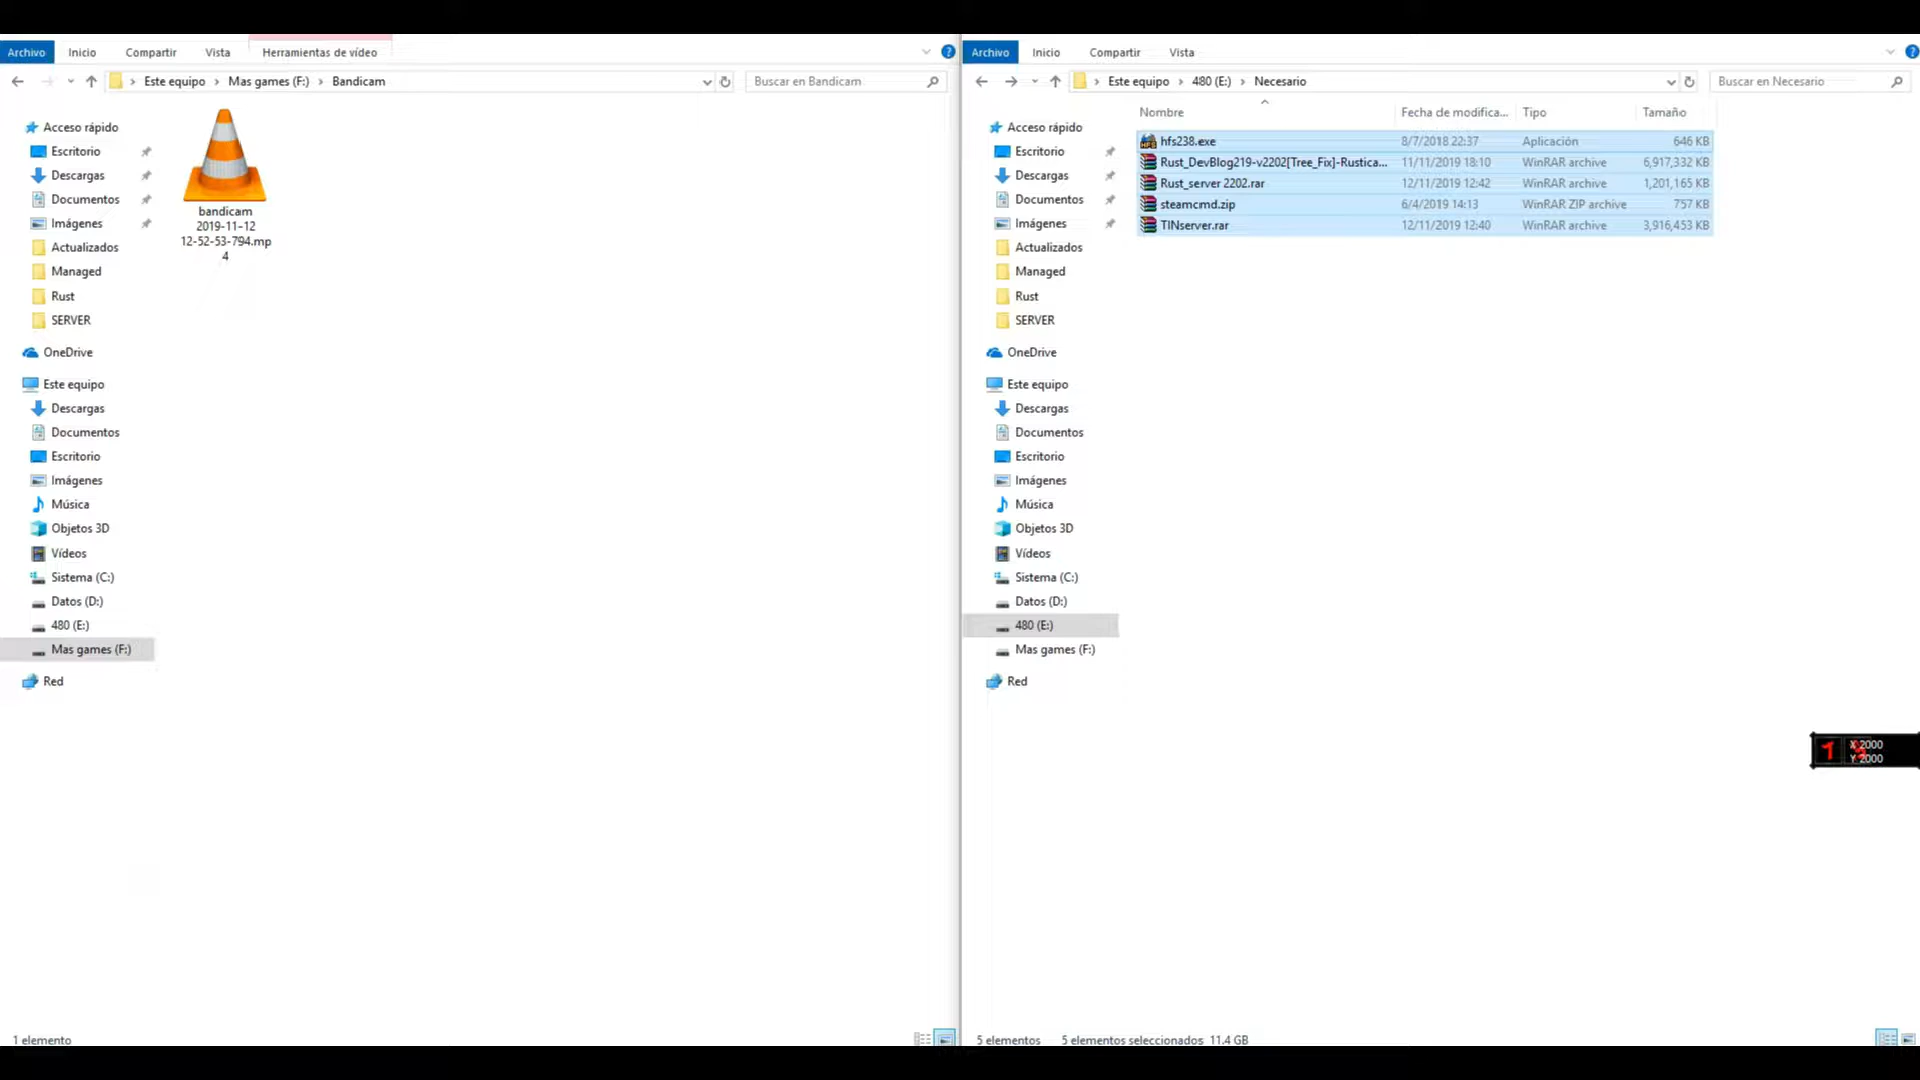 Archivo Inicio Compartir Vista Herramientas de vídeo
Este equipo > Mas games (F:) > Bandicam
Buscar en Bandicam
Acceso rápido
Escritorio
Descargas
Documentos
Imágenes
Actualizados
Managed
Rust
SERVER
OneDrive
Este equipo
Descargas
Documentos
Escritorio
Imágenes
Música
Objetos 3D
Vídeos
Sistema (C:)
Datos (D:)
480 (E:)
Mas games (F:)
Red
bandicam
2019-11-12
12-52-53-794.mp
4
1 elemento
Archivo Inicio Compartir Vista
Este equipo > 480 (E:) > Necesario
Buscar en Necesario
Acceso rápido
Escritorio
Descargas
Documentos
Imágenes
Actualizados
Managed
Rust
SERVER
OneDrive
Este equipo
Descargas
Documentos
Escritorio
Imágenes
Música
Objetos 3D
Vídeos
Sistema (C:)
Datos (D:)
480 (E:)
Mas games (F:)
Red
Nombre Fecha de modifica... Tipo Tamaño
hfs238.exe 8/7/2018 22:37 Aplicación 646 KB
Rust_DevBlog219-v2202[Tree_Fix]-Rustica... 11/11/2019 18:10 WinRAR archive 6,917,332 KB
Rust_server 2202.rar 12/11/2019 12:42 WinRAR archive 1,201,165 KB
steamcmd.zip 6/4/2019 14:13 WinRAR ZIP archive 757 KB
TINserver.rar 12/11/2019 12:40 WinRAR archive 3,916,453 KB
X 2000
Y 2000
5 elementos 5 elementos seleccionados 11.4 GB